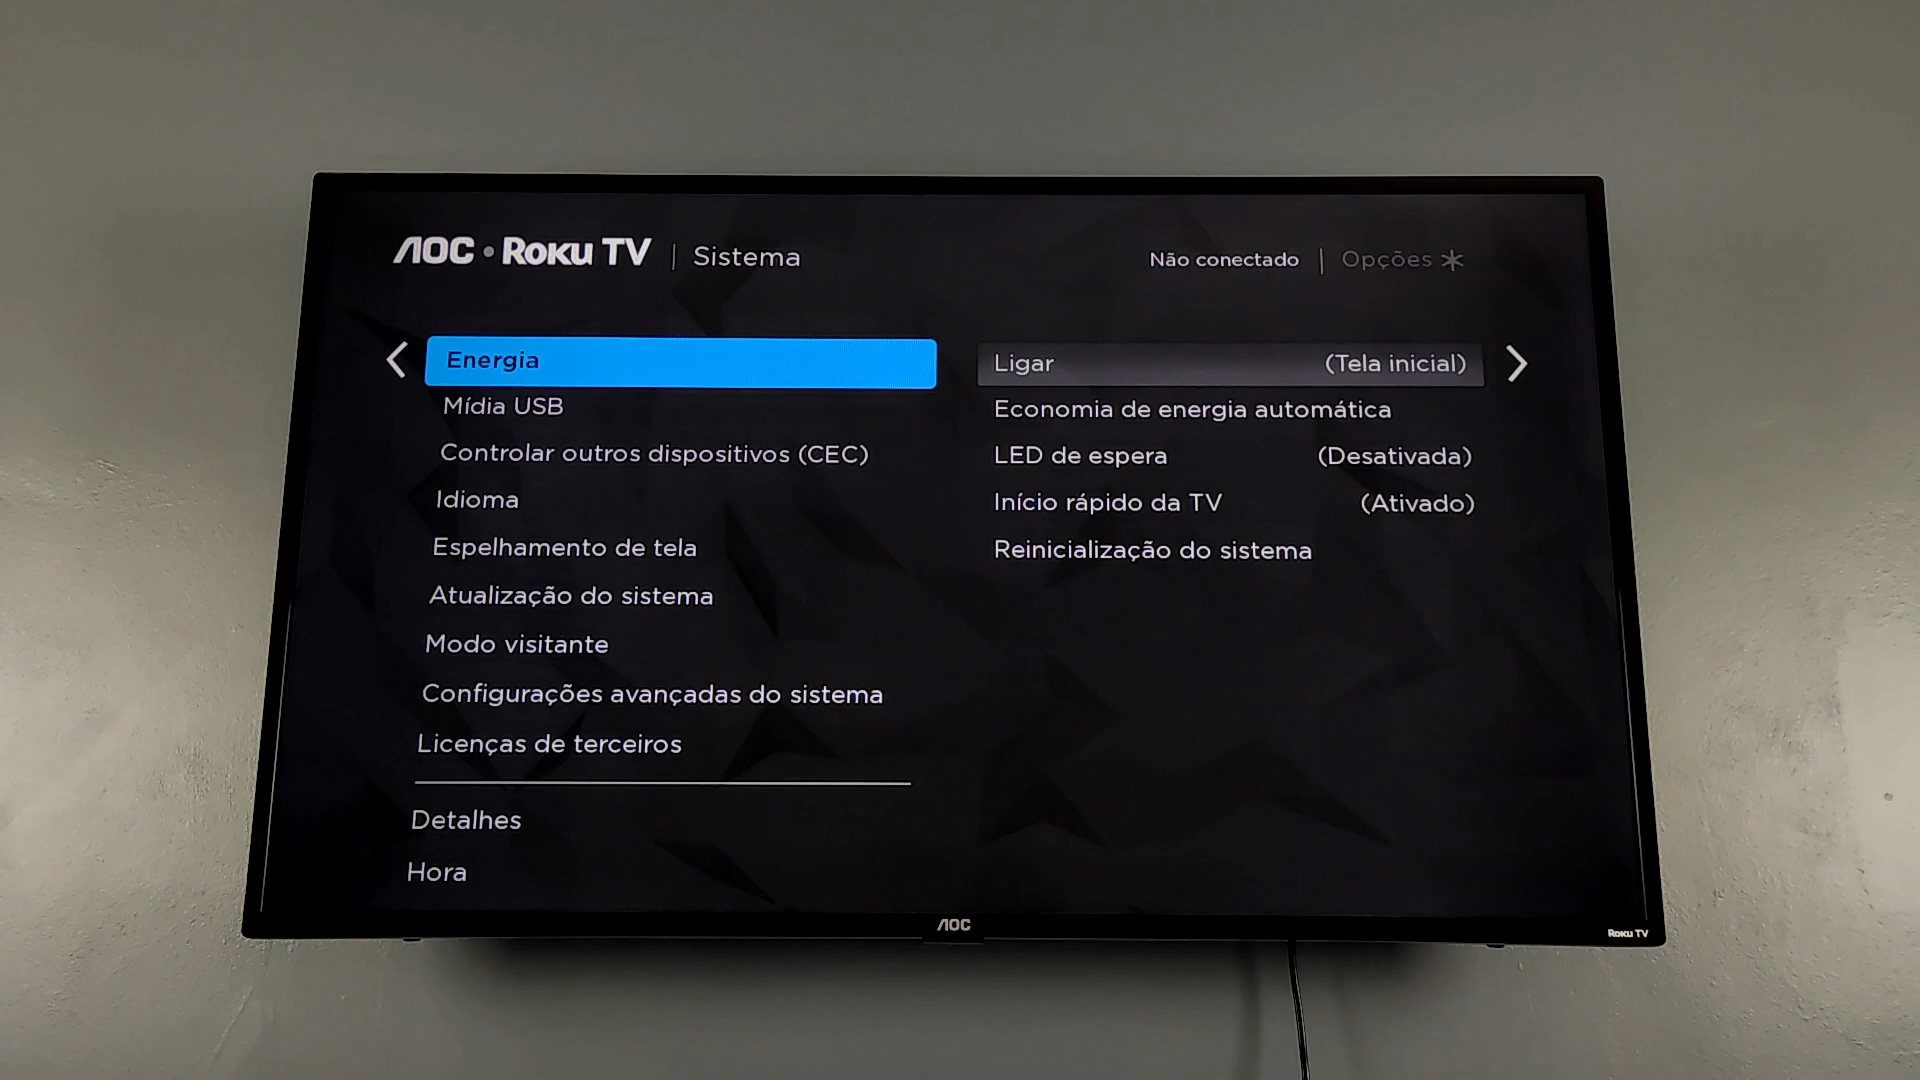 AOC • ROKU TV | Sistema
Não conectado | Opções ✱
Energia
Mídia USB
Controlar outros dispositivos (CEC)
Idioma
Espelhamento de tela
Atualização do sistema
Modo visitante
Configurações avançadas do sistema
Licenças de terceiros
Detalhes
Hora
Ligar (Tela inicial)
Economia de energia automática
LED de espera (Desativada)
Início rápido da TV (Ativado)
Reinicialização do sistema
AOC
ROKU TV